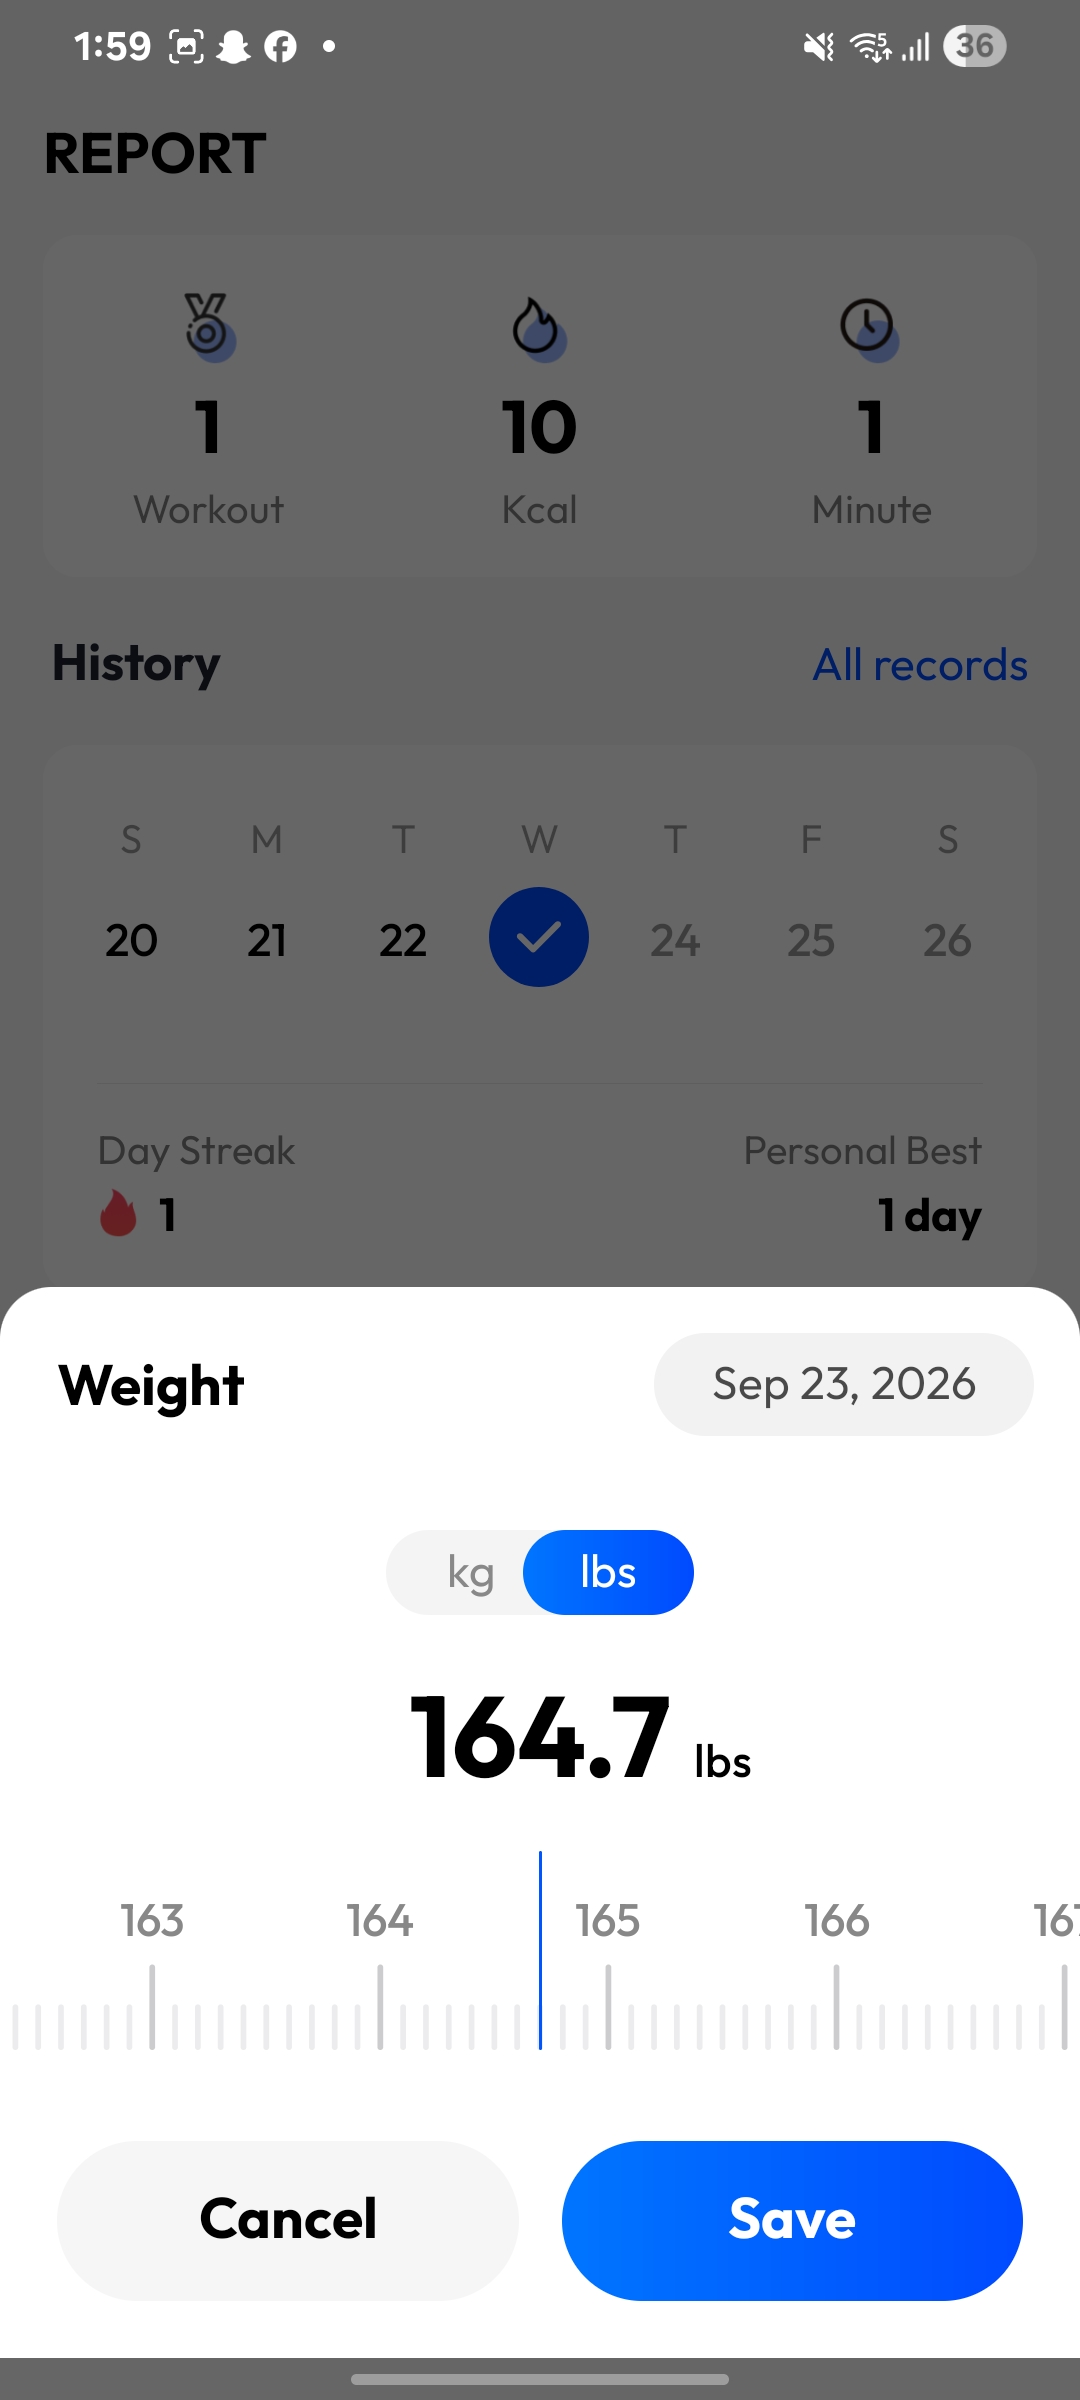 1:59
5
36
REPORT
1 10 1
Workout Kcal Minute
History All records
S M T W T F S
20 21 22 24 25 26
Day Streak Personal Best
1 1 day
Weight Sep 23, 2026
kg lbs
164.7 lbs
163 164 165 166
Cancel Save